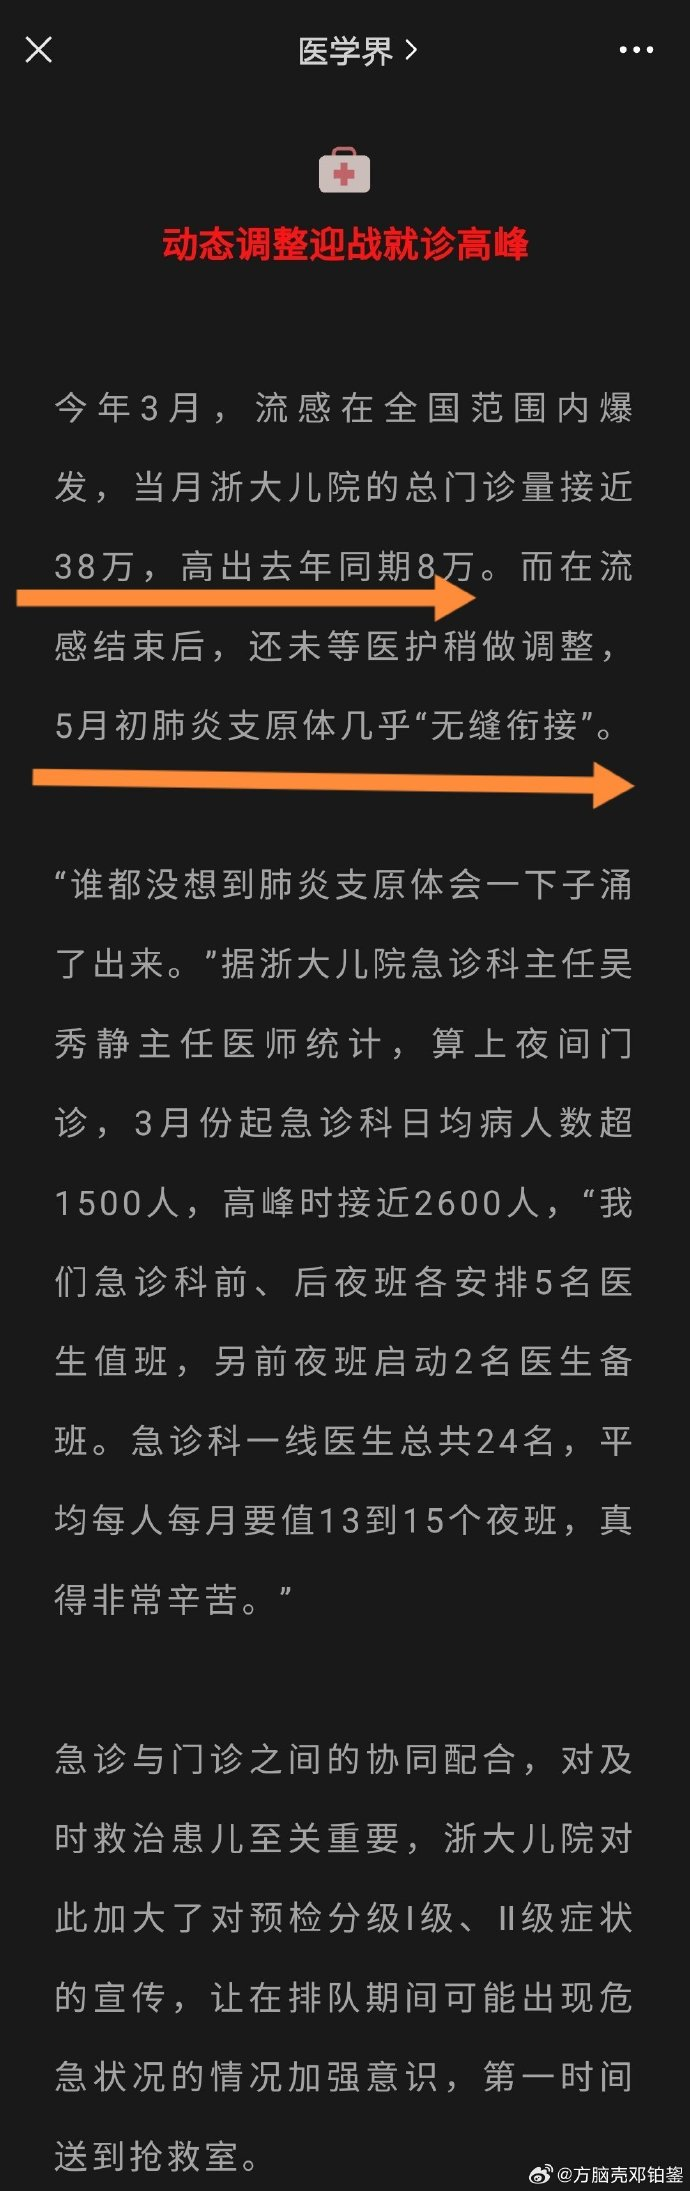 医学界
动态调整迎战就诊高峰
今年3月，流感在全国范围内爆
发，当月浙大儿院的总门诊量接近
38万，高出去年同期8万。而在流
感结束后，还未等医护稍做调整，
5月初肺炎支原体几乎“无缝衔接”。
“谁都没想到肺炎支原体会一下子涌
了出来。”据浙大儿院急诊科主任吴
秀静主任医师统计，算上夜间门
诊，3月份起急诊科日均病人数超
1500人，高峰时接近2600人，“我
们急诊科前、后夜班各安排5名医
生值班，另前夜班启动2名医生备
班。急诊科一线医生总共24名，平
均每人每月要值13到15个夜班，真
得非常辛苦。”
急诊与门诊之间的协同配合，对及
时救治患儿至关重要，浙大儿院对
此加大了对预检分级Ⅰ级、Ⅱ级症状
的宣传，让在排队期间可能出现危
急状况的情况加强意识，第一时间
送到抢救室。
@方脑壳邓铂鋆